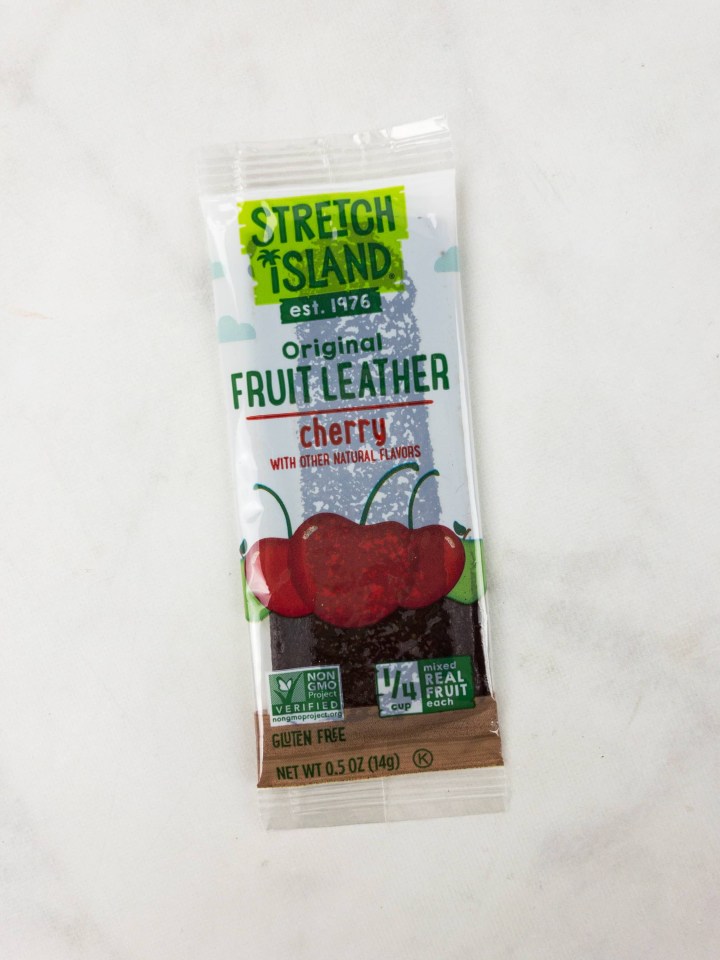 STRETCH
ISLAND
est. 1976
Original
FRUIT LEATHER
cherry
WITH OTHER NATURAL FLAVORS
NON
GMO
Project
VERIFIED
nongmoproject.org
1/4
cup
mixed
REAL
FRUIT
each
GLUTEN FREE
NET WT 0.5 OZ (14g) K